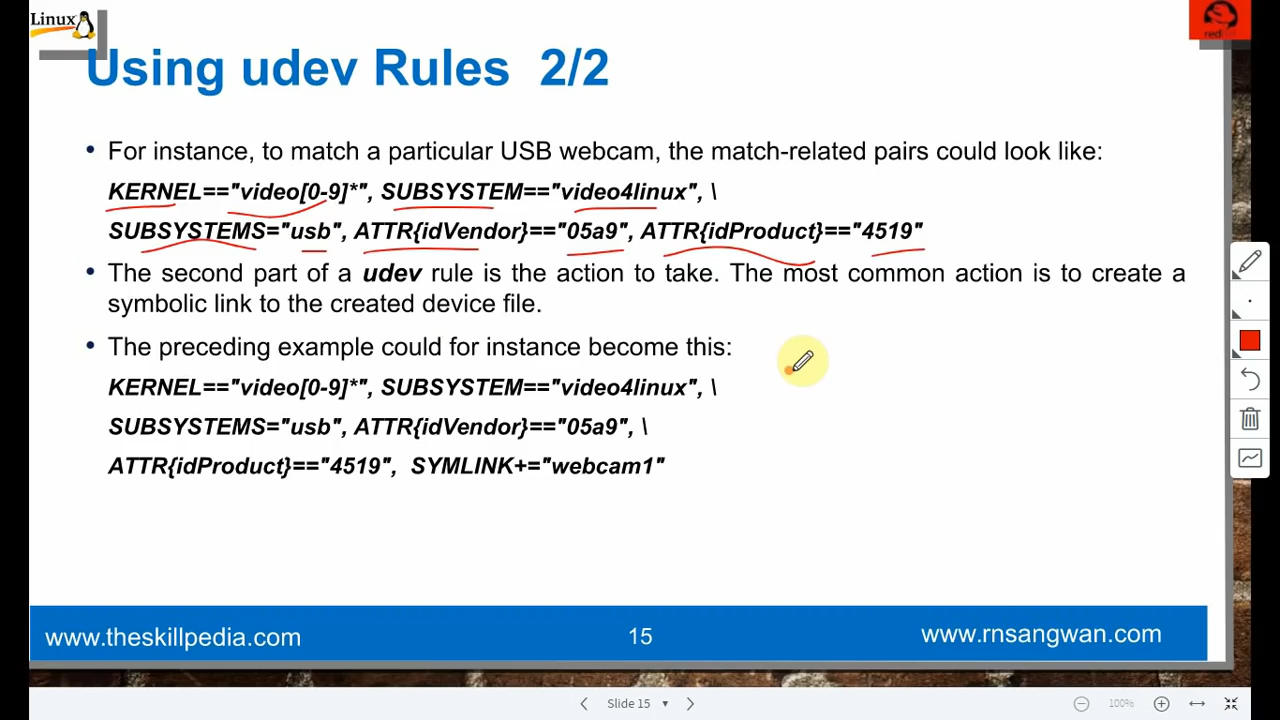 Linux
red
Using udev Rules 2/2
• For instance, to match a particular USB webcam, the match-related pairs could look like:
KERNEL=="video[0-9]*", SUBSYSTEM=="video4linux", \
SUBSYSTEMS="usb", ATTR{idVendor}=="05a9", ATTR{idProduct}=="4519"
• The second part of a udev rule is the action to take. The most common action is to create a
symbolic link to the created device file.
• The preceding example could for instance become this:
KERNEL=="video[0-9]*", SUBSYSTEM=="video4linux", \
SUBSYSTEMS="usb", ATTR{idVendor}=="05a9", \
ATTR{idProduct}=="4519", SYMLINK+="webcam1"
www.theskillpedia.com 15 www.rnsangwan.com
Slide 15 100%